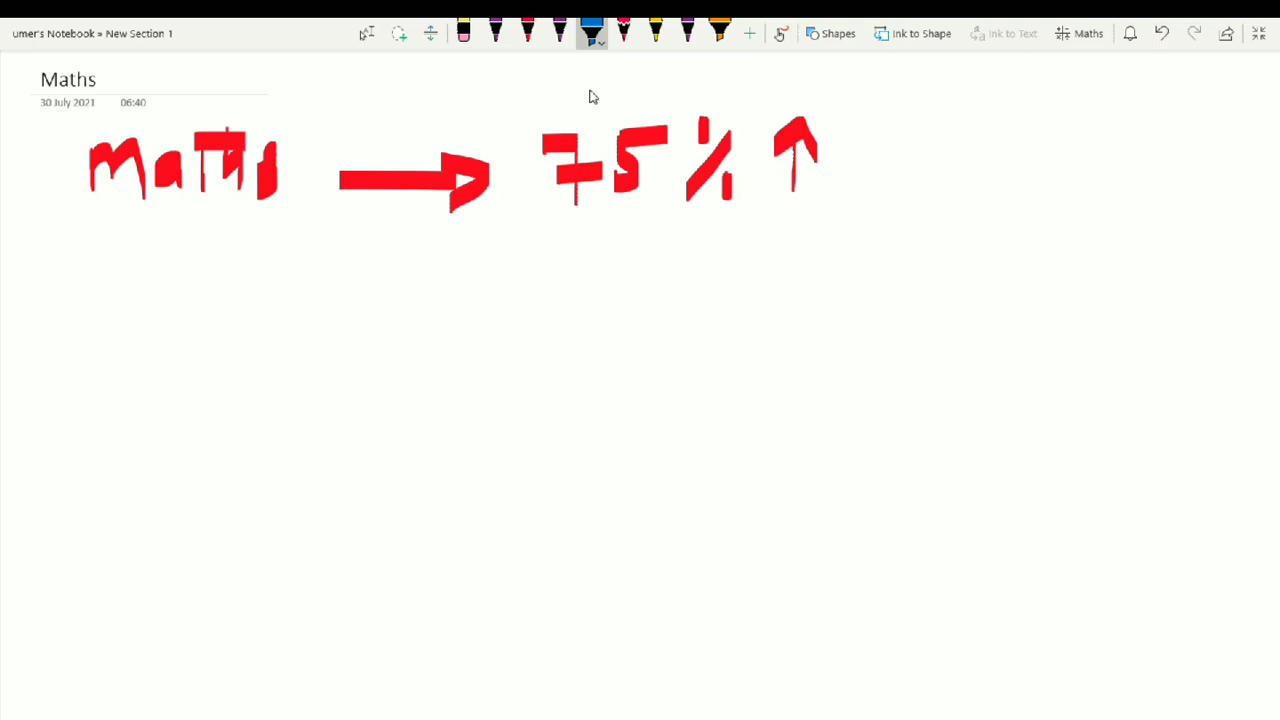 umer's Notebook » New Section 1 Shapes Ink to Shape Ink to Text Maths
Maths
30 July 2021 06:40
maths → 75% ↑